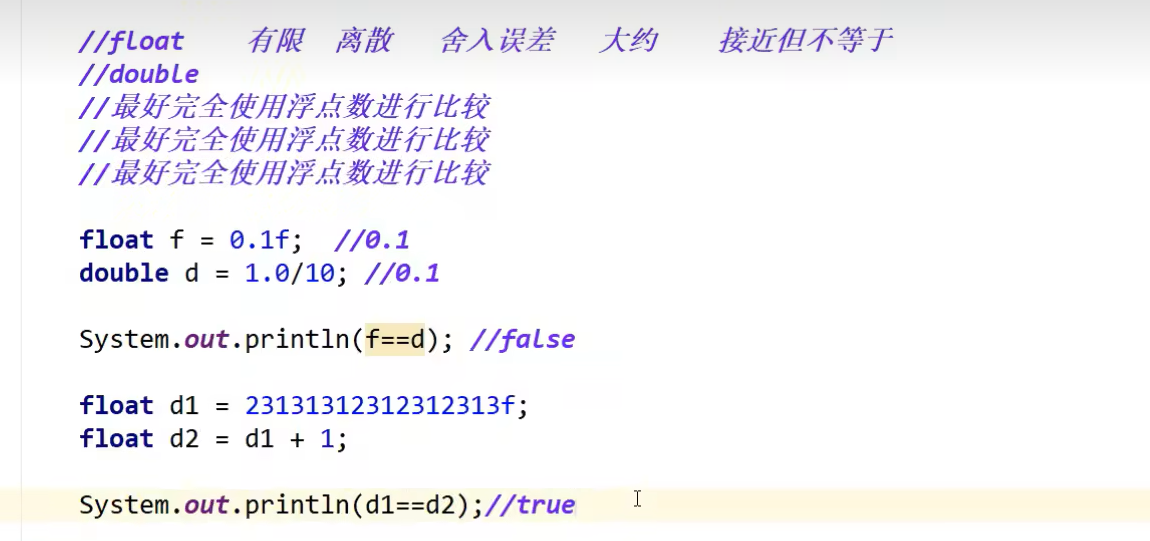 //float 有限 离散 舍入误差 大约 接近但不等于
//double
//最好完全使用浮点数进行比较
//最好完全使用浮点数进行比较
//最好完全使用浮点数进行比较
float f = 0.1f; //0.1
double d = 1.0/10; //0.1
System.out.println(f==d); //false
float d1 = 23131312312312313f;
float d2 = d1 + 1;
System.out.println(d1==d2);//true